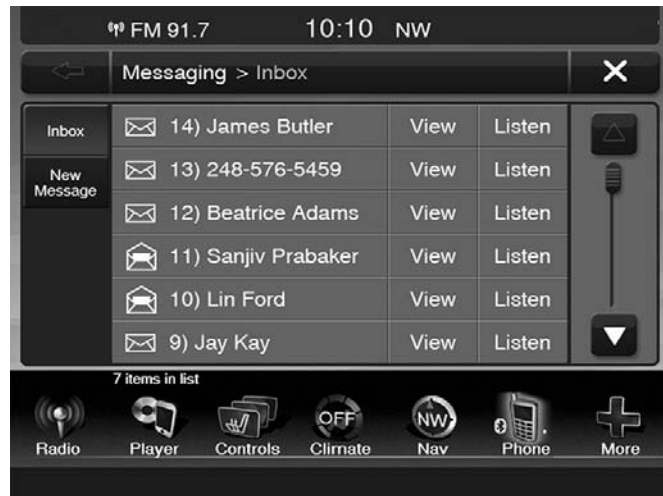 FM 91.7 10:10 NW
Messaging > Inbox
Inbox
14) James Butler View Listen
New Message
13) 248-576-5459 View Listen
12) Beatrice Adams View Listen
11) Sanjiv Prabaker View Listen
10) Lin Ford View Listen
9) Jay Kay View Listen
7 items in list
OFF NW
Radio Player Controls Climate Nav Phone More